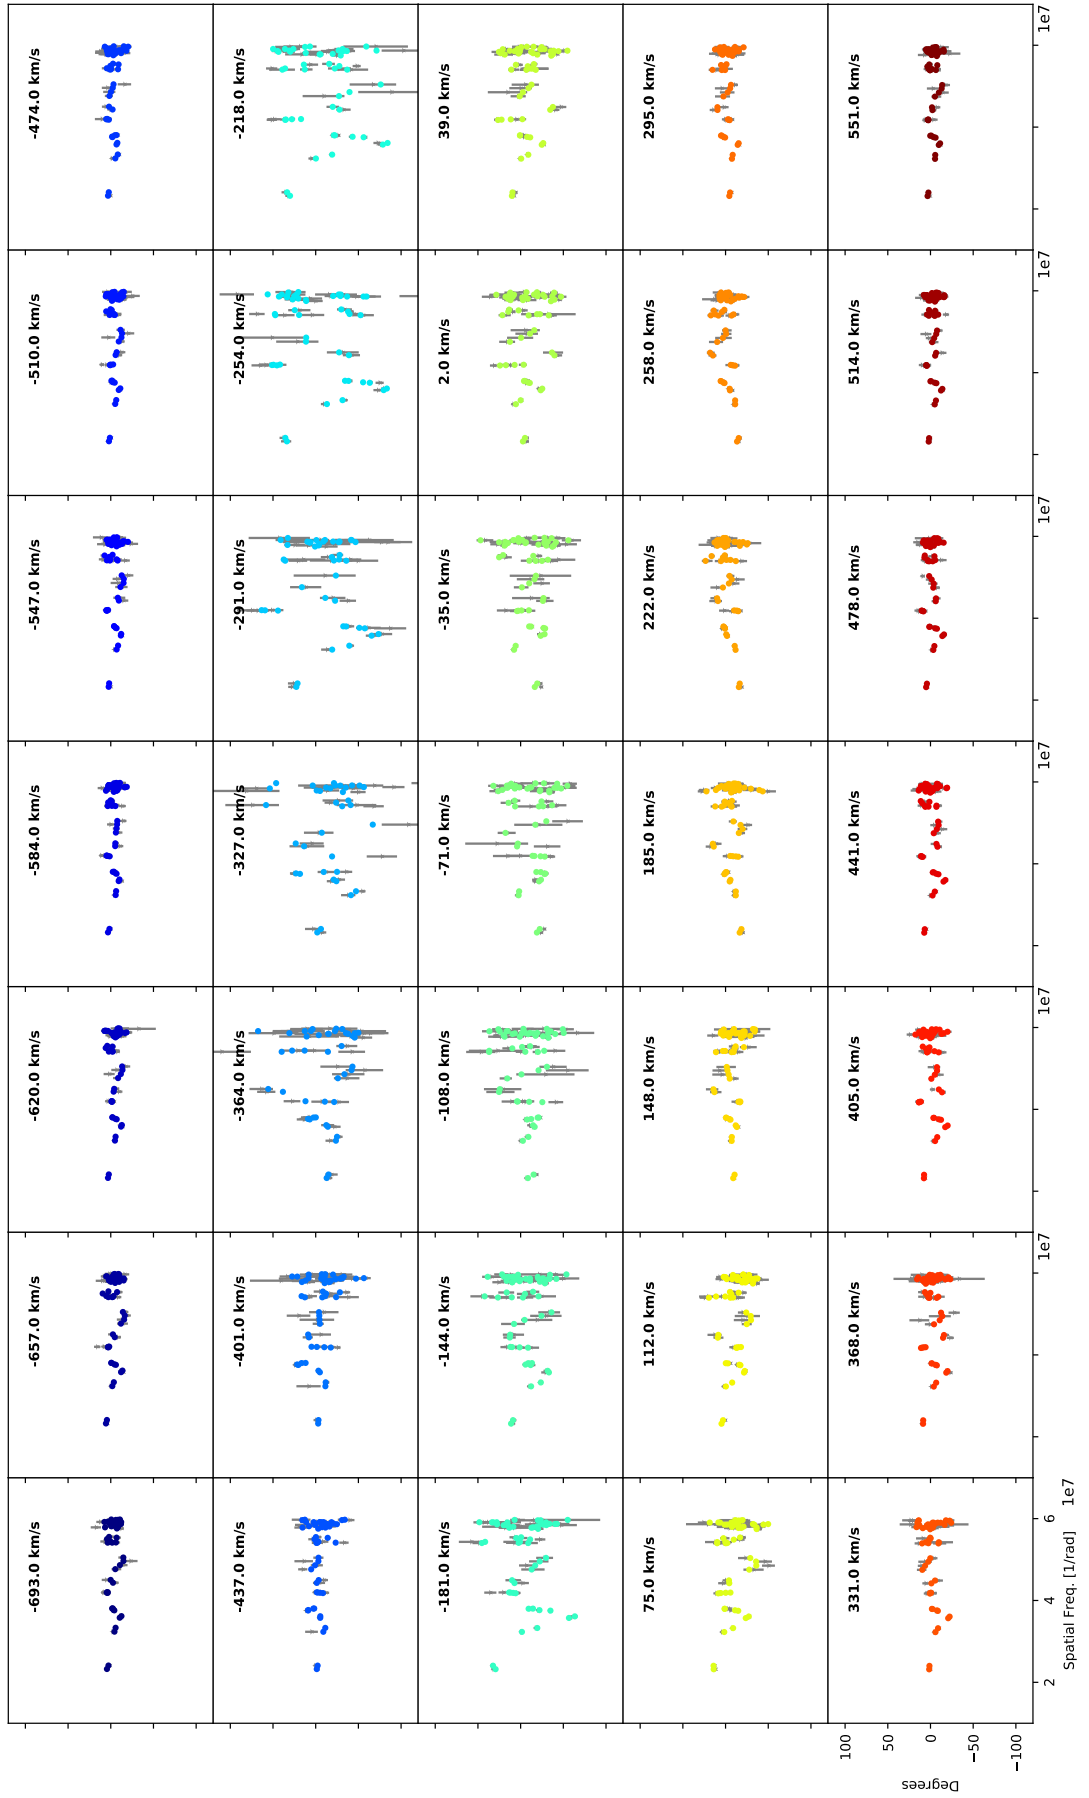 -693.0 km/s
-657.0 km/s
-620.0 km/s
-584.0 km/s
-547.0 km/s
-510.0 km/s
-474.0 km/s
-437.0 km/s
-401.0 km/s
-364.0 km/s
-327.0 km/s
-291.0 km/s
-254.0 km/s
-218.0 km/s
-181.0 km/s
-144.0 km/s
-108.0 km/s
-71.0 km/s
-35.0 km/s
2.0 km/s
39.0 km/s
75.0 km/s
112.0 km/s
148.0 km/s
185.0 km/s
222.0 km/s
258.0 km/s
295.0 km/s
331.0 km/s
368.0 km/s
405.0 km/s
441.0 km/s
478.0 km/s
514.0 km/s
551.0 km/s
100
50
0
−50
−100
Degrees
2
4
6
1e7
1e7
1e7
1e7
1e7
1e7
1e7
Spatial Freq. [1/rad]